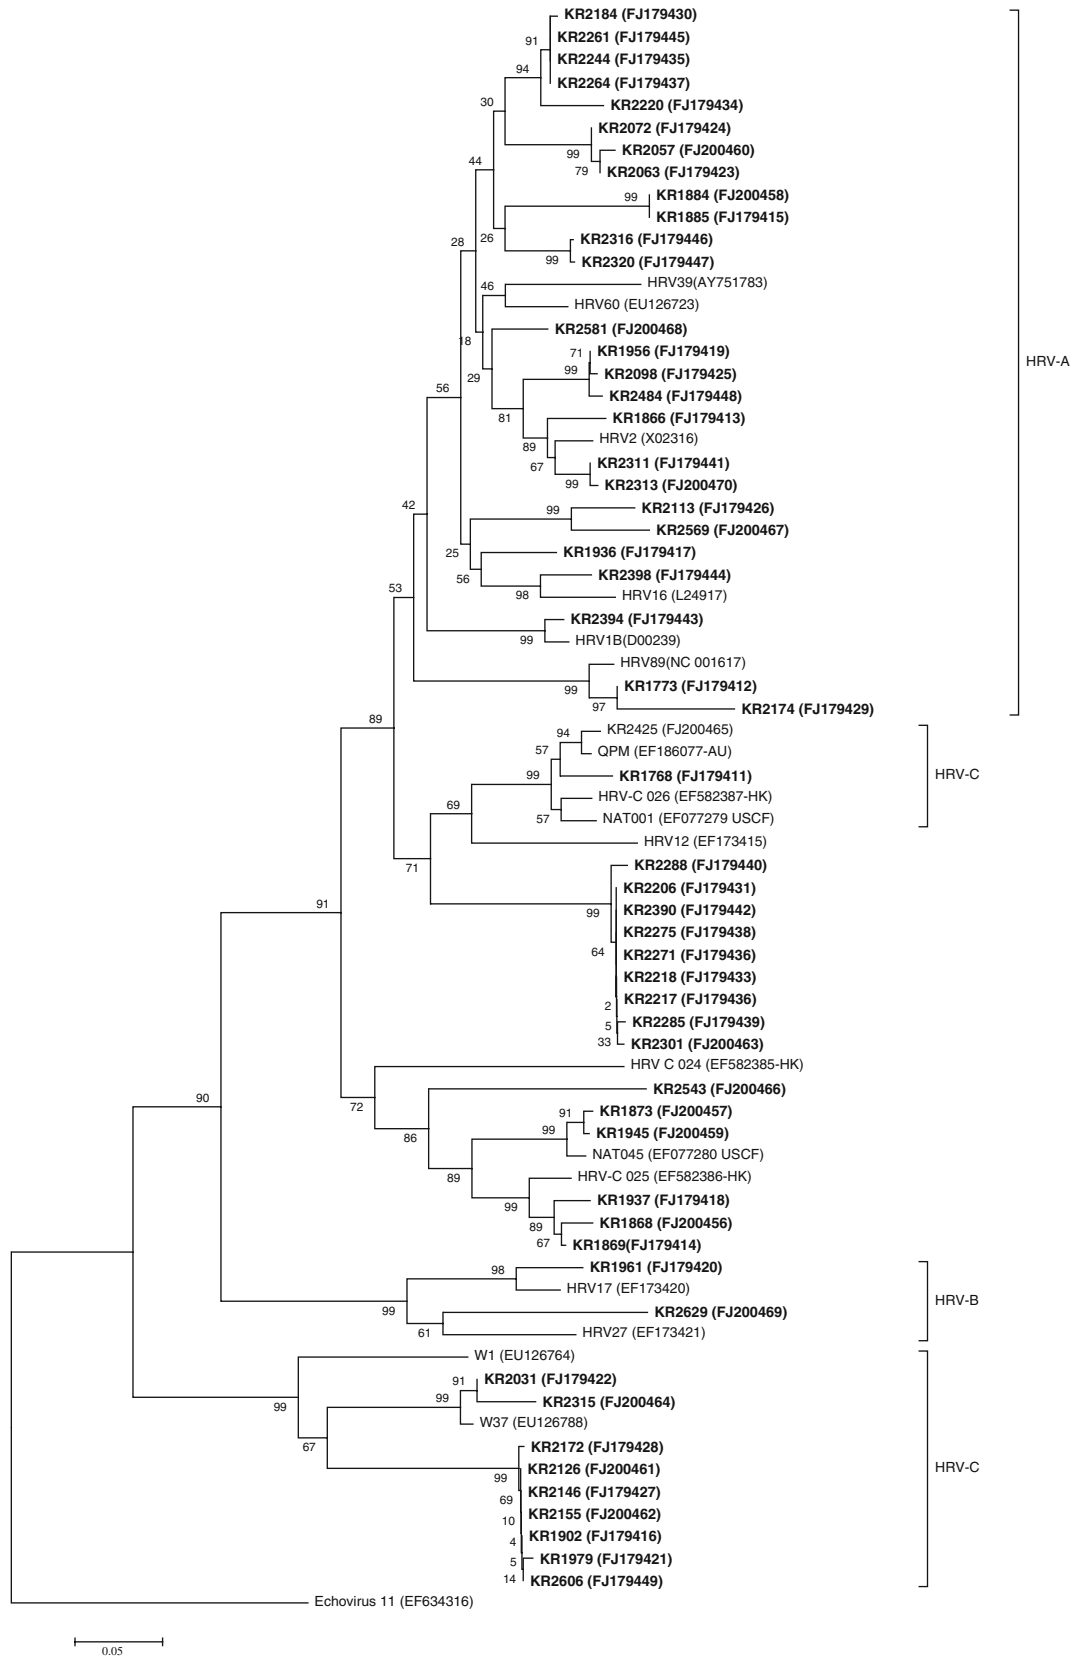 KR2184 (FJ179430)
91
KR2261 (FJ179445)
KR2244 (FJ179435)
94
KR2264 (FJ179437)
30
KR2220 (FJ179434)
KR2072 (FJ179424)
99
KR2057 (FJ200460)
44
79
KR2063 (FJ179423)
99
KR1884 (FJ200458)
KR1885 (FJ179415)
28
26
KR2316 (FJ179446)
99
KR2320 (FJ179447)
46
HRV39(AY751783)
HRV60 (EU126723)
18
KR2581 (FJ200468)
71
KR1956 (FJ179419)
HRV-A
29
99
KR2098 (FJ179425)
56
KR2484 (FJ179448)
81
KR1866 (FJ179413)
89
HRV2 (X02316)
67
KR2311 (FJ179441)
99
KR2313 (FJ200470)
42
99
KR2113 (FJ179426)
KR2569 (FJ200467)
25
KR1936 (FJ179417)
56
KR2398 (FJ179444)
53
98
HRV16 (L24917)
KR2394 (FJ179443)
99
HRV1B(D00239)
HRV89(NC 001617)
99
KR1773 (FJ179412)
97
KR2174 (FJ179429)
89
94
KR2425 (FJ200465)
57
QPM (EF186077-AU)
99
KR1768 (FJ179411)
HRV-C
69
HRV-C 026 (EF582387-HK)
57
NAT001 (EF077279 USCF)
HRV12 (EF173415)
71
KR2288 (FJ179440)
KR2206 (FJ179431)
91
99
KR2390 (FJ179442)
KR2275 (FJ179438)
64
KR2271 (FJ179436)
KR2218 (FJ179433)
2
KR2217 (FJ179436)
5
KR2285 (FJ179439)
33
KR2301 (FJ200463)
HRV C 024 (EF582385-HK)
90
72
KR2543 (FJ200466)
91
KR1873 (FJ200457)
86
99
KR1945 (FJ200459)
NAT045 (EF077280 USCF)
89
HRV-C 025 (EF582386-HK)
99
KR1937 (FJ179418)
89
KR1868 (FJ200456)
67
KR1869(FJ179414)
98
KR1961 (FJ179420)
HRV17 (EF173420)
HRV-B
99
KR2629 (FJ200469)
61
HRV27 (EF173421)
W1 (EU126764)
91
KR2031 (FJ179422)
99
99
KR2315 (FJ200464)
W37 (EU126788)
67
KR2172 (FJ179428)
HRV-C
99
KR2126 (FJ200461)
69
KR2146 (FJ179427)
10
KR2155 (FJ200462)
4
KR1902 (FJ179416)
5
KR1979 (FJ179421)
14
KR2606 (FJ179449)
Echovirus 11 (EF634316)
0.05